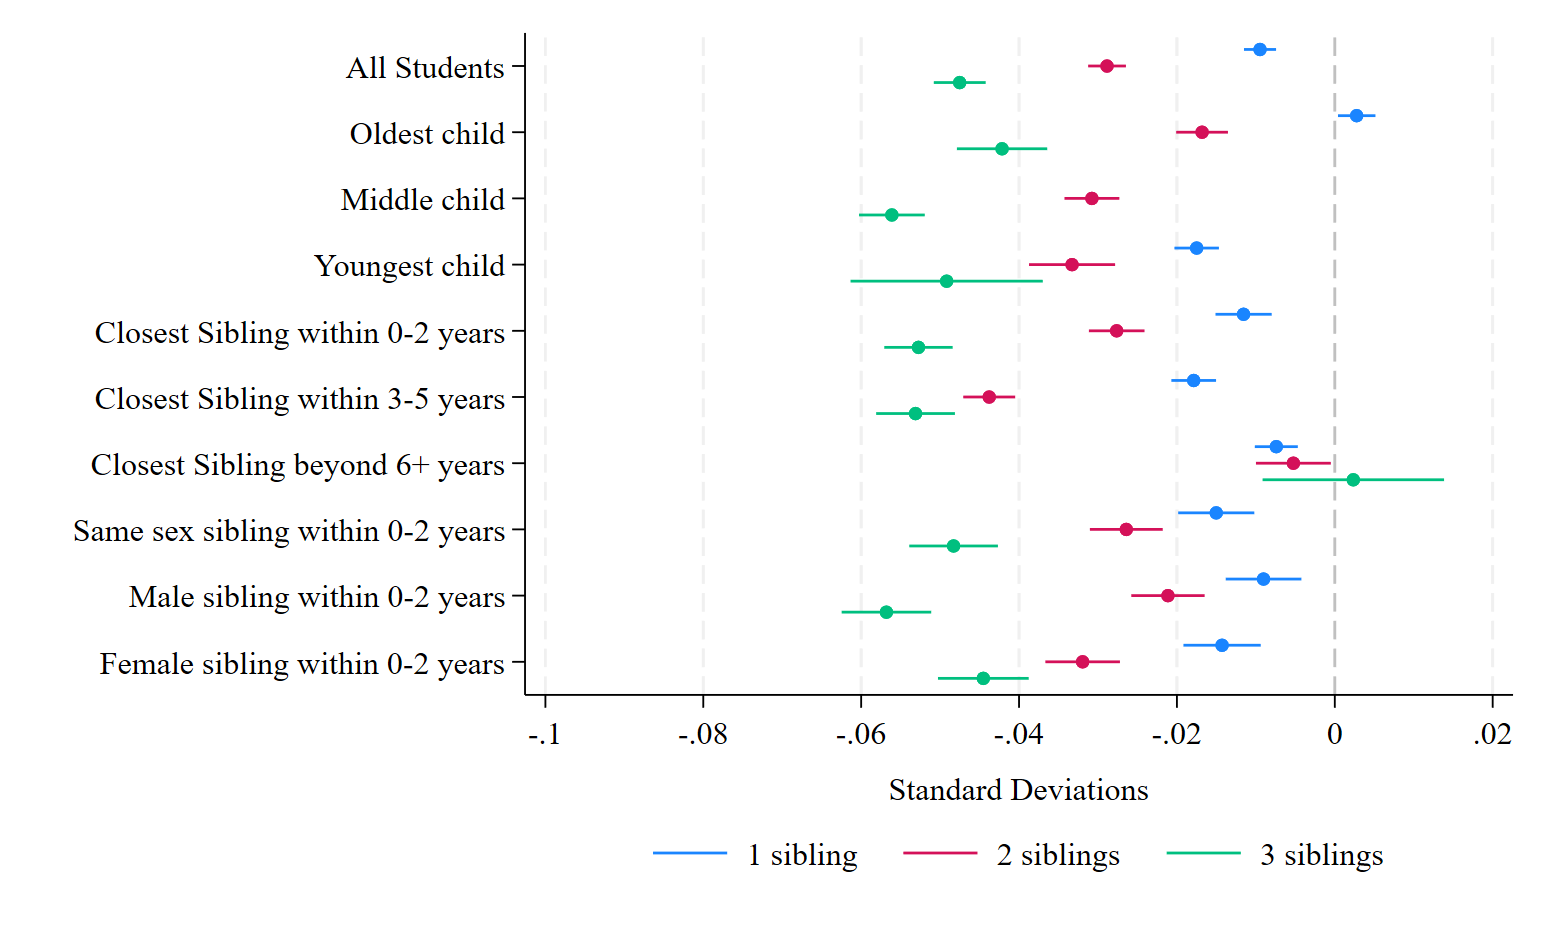 All Students
Oldest child
Middle child
Youngest child
Closest Sibling within 0-2 years
Closest Sibling within 3-5 years
Closest Sibling beyond 6+ years
Same sex sibling within 0-2 years
Male sibling within 0-2 years
Female sibling within 0-2 years
-.1 -.08 -.06 -.04 -.02 0 .02
Standard Deviations
1 sibling 2 siblings 3 siblings